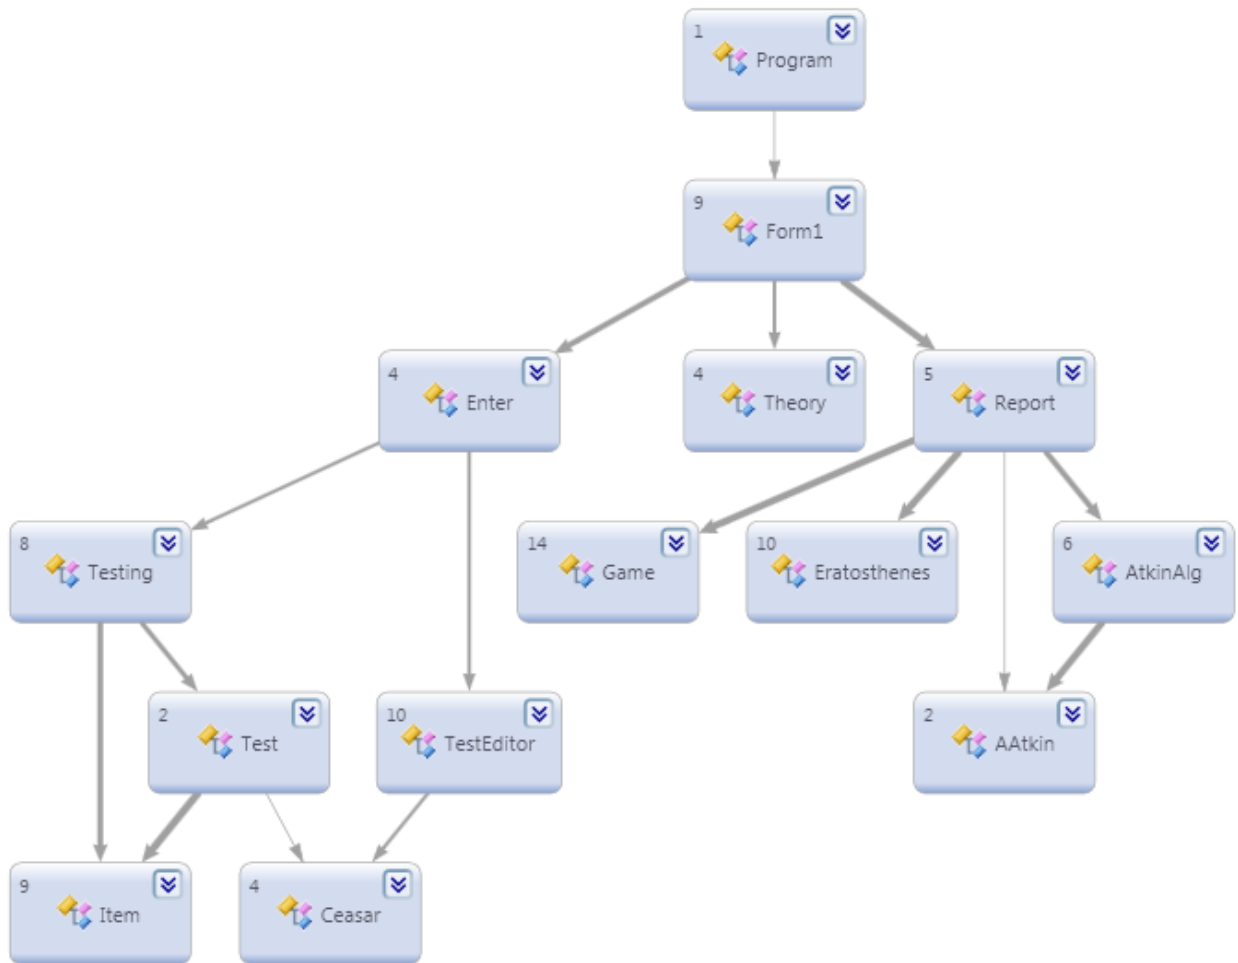 1
Program
9
Form1
4
Enter
4
Theory
5
Report
8
Testing
14
Game
10
Eratosthenes
6
AtkinAlg
2
Test
10
TestEditor
2
AAtkin
9
Item
4
Ceasar